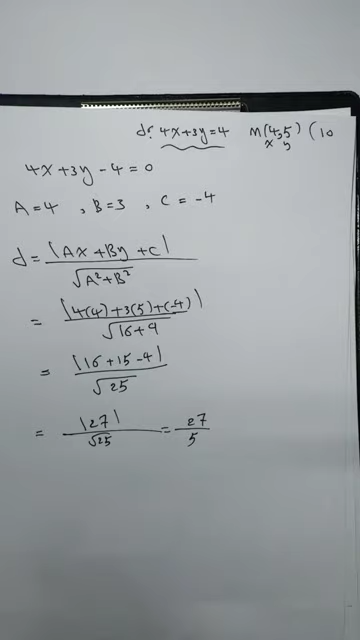 d: 4x+3y=4 M(4,5) (10
x y
4x+3y-4=0
A=4 , B=3 , C=-4
d = |Ax+By+C| / √A²+B²
= |4(4)+3(5)+(-4)| / √16+9
= |16+15-4| / √25
= |27| / √25 = 27 / 5